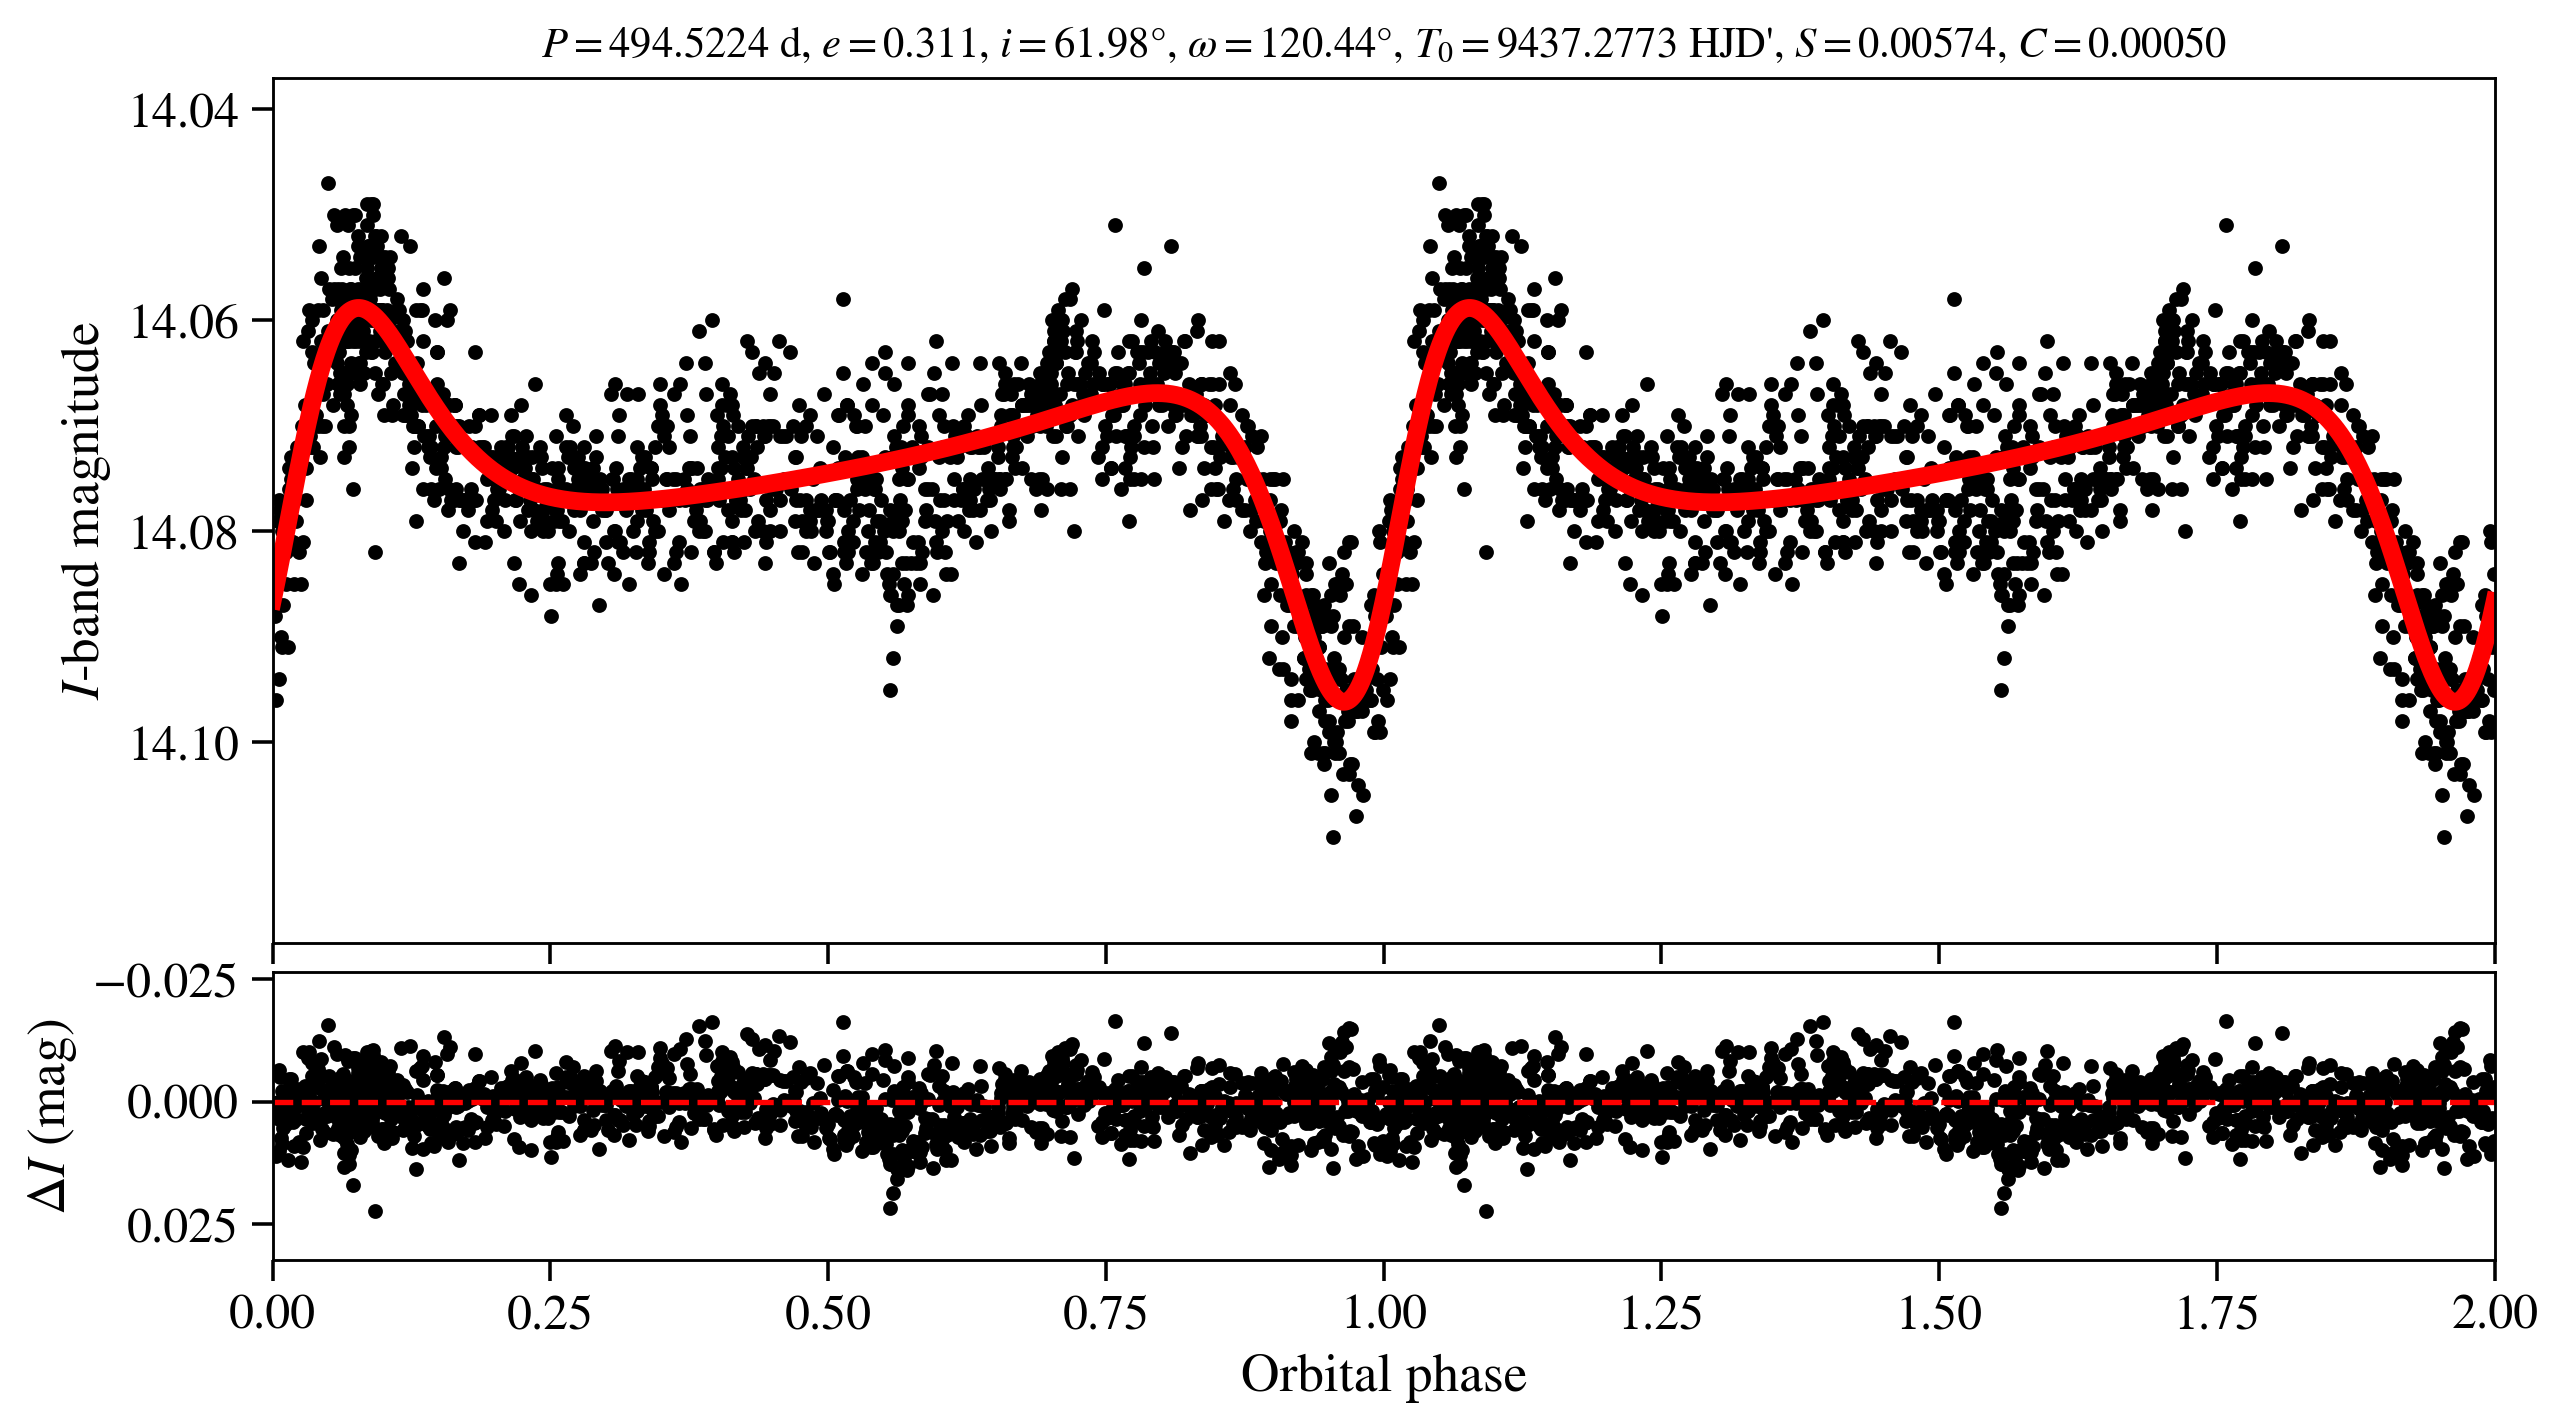 P = 494.5224 d, e = 0.311, i = 61.98°, ω = 120.44°, T₀ = 9437.2773 HJD', S = 0.00574, C = 0.00050
14.04
14.06
14.08
14.10
I-band magnitude
−0.025
0.000
0.025
ΔI (mag)
0.00 0.25 0.50 0.75 1.00 1.25 1.50 1.75 2.00
Orbital phase